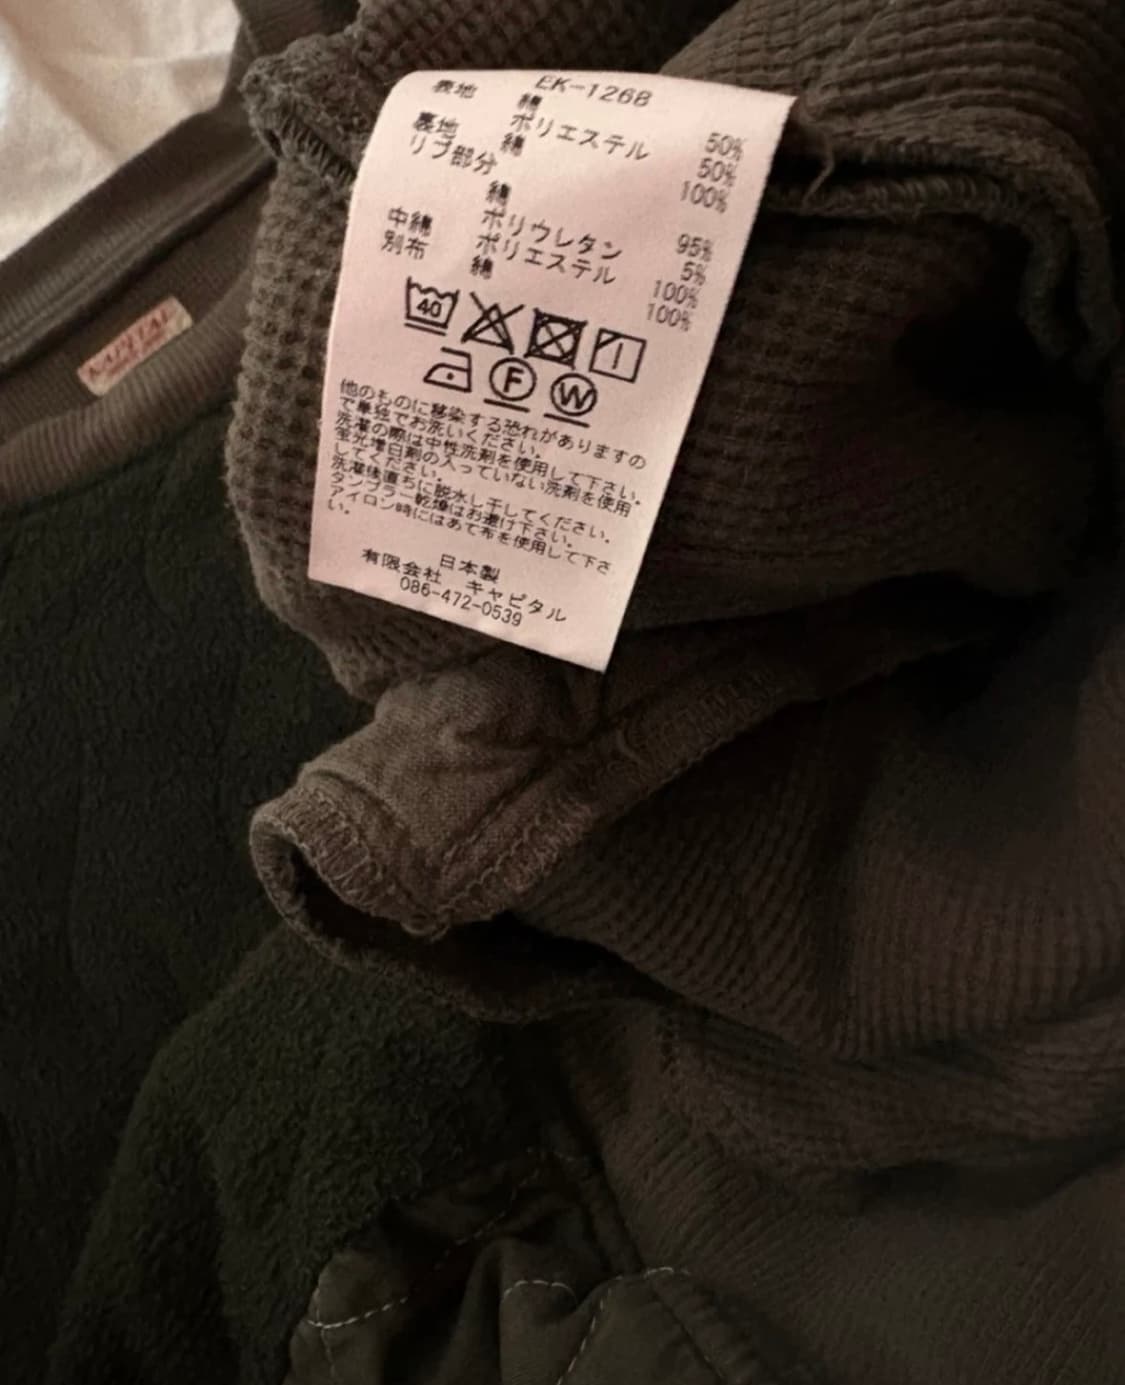 KAPITAL
EK-1268
表地 綿 50%
ポリエステル 50%
裏地 綿 100%
リブ部分
綿 95%
ポリウレタン 5%
中綿 ポリエステル 100%
別布 綿 100%
40
F W
他のものに移染する恐れがありますの
で単独でお洗いください。
洗濯の際は中性洗剤を使用して下さい。
蛍光増白剤の入っていない洗剤を使用
してください。
洗濯後直ちに脱水し干してください。
タンブラー乾燥はお避け下さい。
アイロン時にはあて布を使用して下さ
い。
日本製
有限会社 キャピタル
086-472-0539